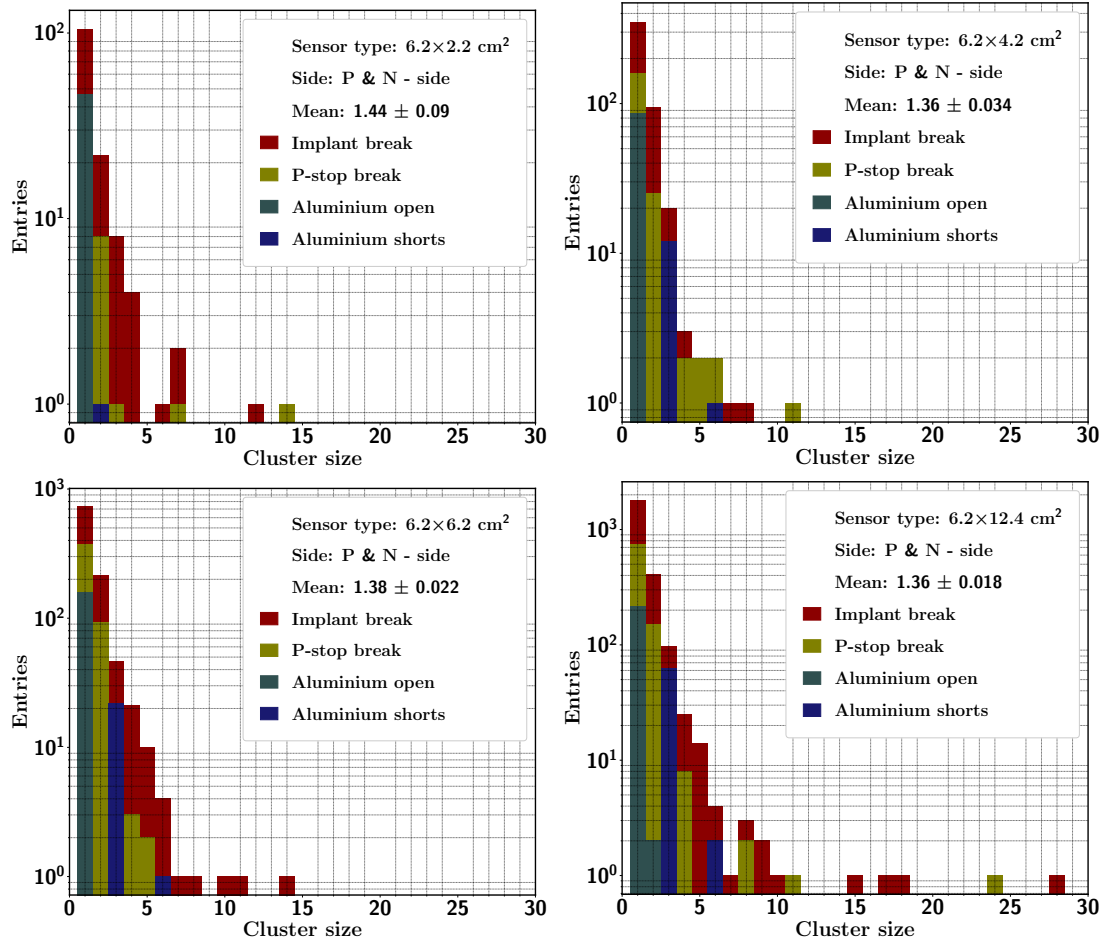 10²
10¹
10⁰
Entries
Sensor type: 6.2×2.2 cm²
Side: P & N - side
Mean: 1.44 ± 0.09
Implant break
P-stop break
Aluminium open
Aluminium shorts
0 5 10 15 20 25 30
Cluster size
10²
10¹
10⁰
Entries
Sensor type: 6.2×4.2 cm²
Side: P & N - side
Mean: 1.36 ± 0.034
Implant break
P-stop break
Aluminium open
Aluminium shorts
0 5 10 15 20 25 30
Cluster size
10³
10²
10¹
10⁰
Entries
Sensor type: 6.2×6.2 cm²
Side: P & N - side
Mean: 1.38 ± 0.022
Implant break
P-stop break
Aluminium open
Aluminium shorts
0 5 10 15 20 25 30
Cluster size
10³
10²
10¹
10⁰
Entries
Sensor type: 6.2×12.4 cm²
Side: P & N - side
Mean: 1.36 ± 0.018
Implant break
P-stop break
Aluminium open
Aluminium shorts
0 5 10 15 20 25 30
Cluster size